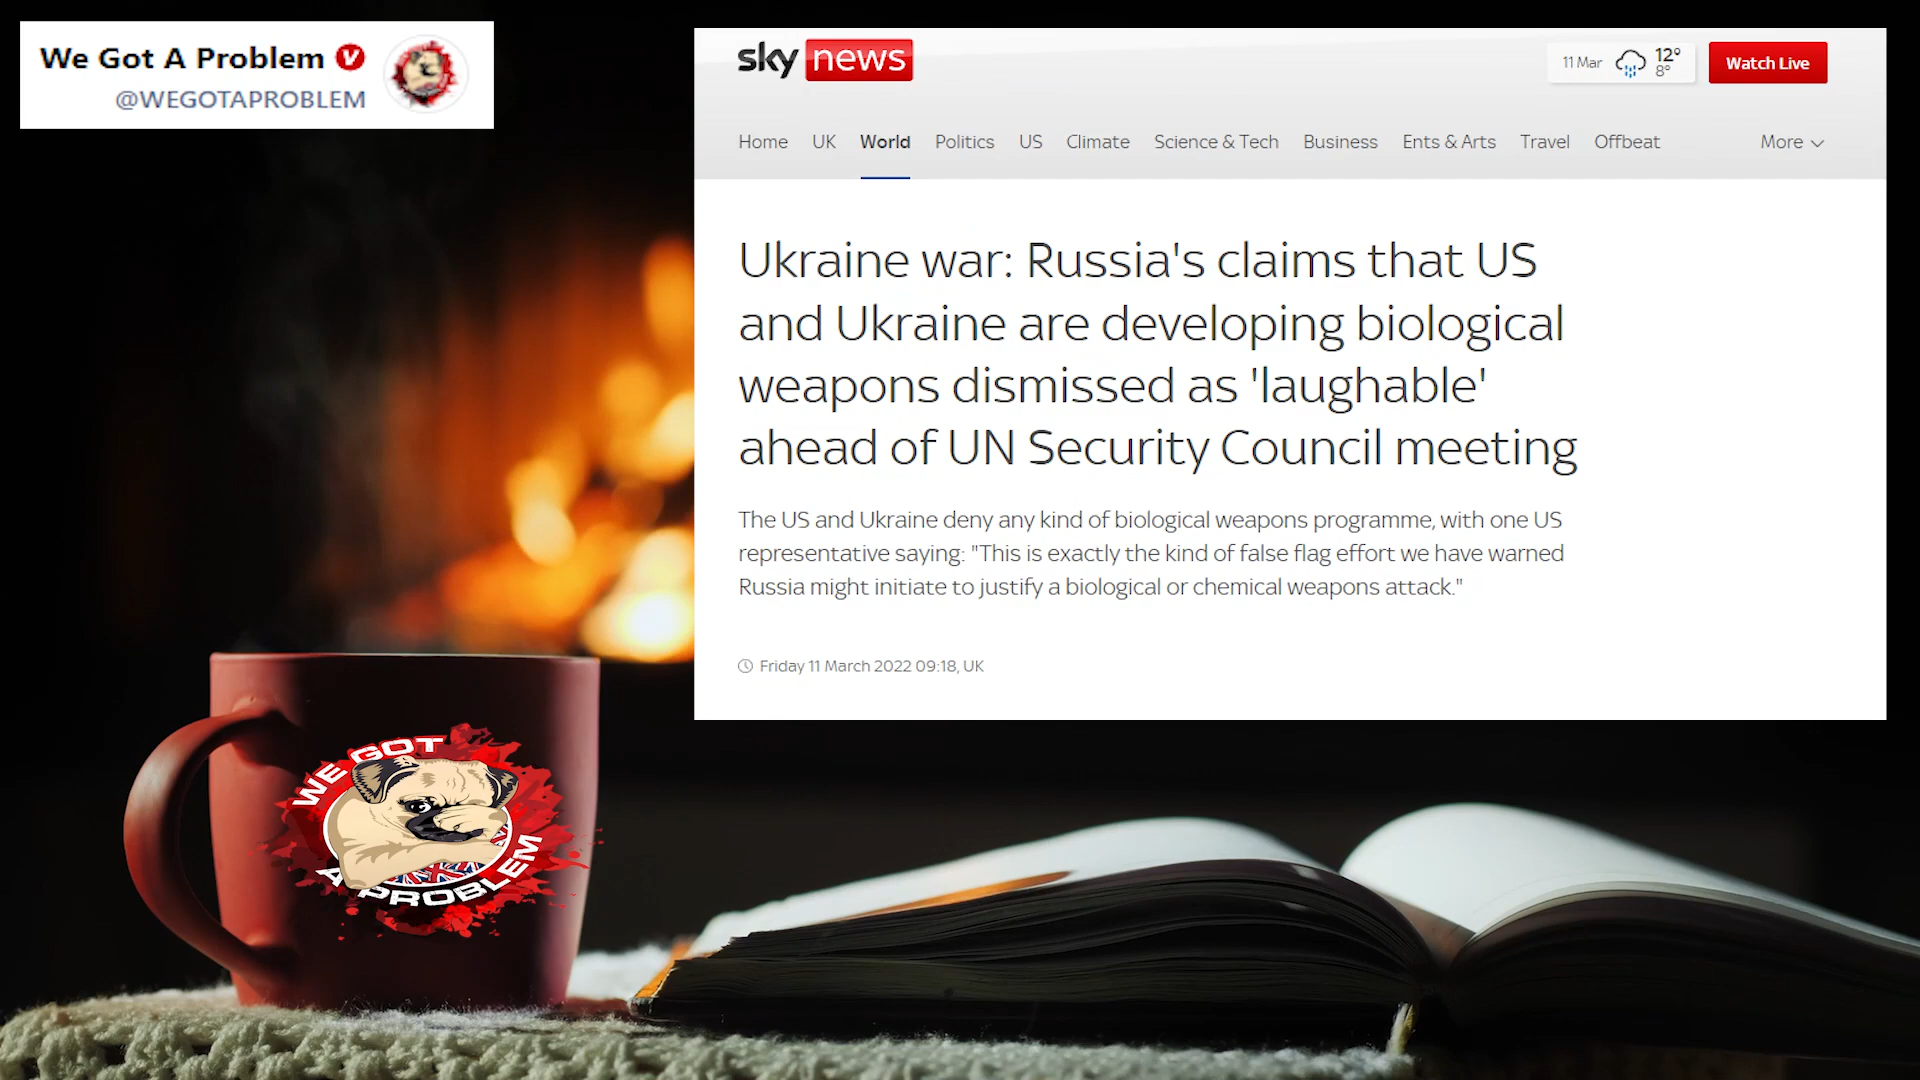 We Got A Problem
@WEGOTAPROBLEM
sky news
11 Mar
12°
8°
Watch Live
Home UK World Politics US Climate Science & Tech Business Ents & Arts Travel Offbeat More
Ukraine war: Russia's claims that US
and Ukraine are developing biological
weapons dismissed as 'laughable'
ahead of UN Security Council meeting
The US and Ukraine deny any kind of biological weapons programme, with one US
representative saying: "This is exactly the kind of false flag effort we have warned
Russia might initiate to justify a biological or chemical weapons attack."
Friday 11 March 2022 09:18, UK
WE GOT
A PROBLEM